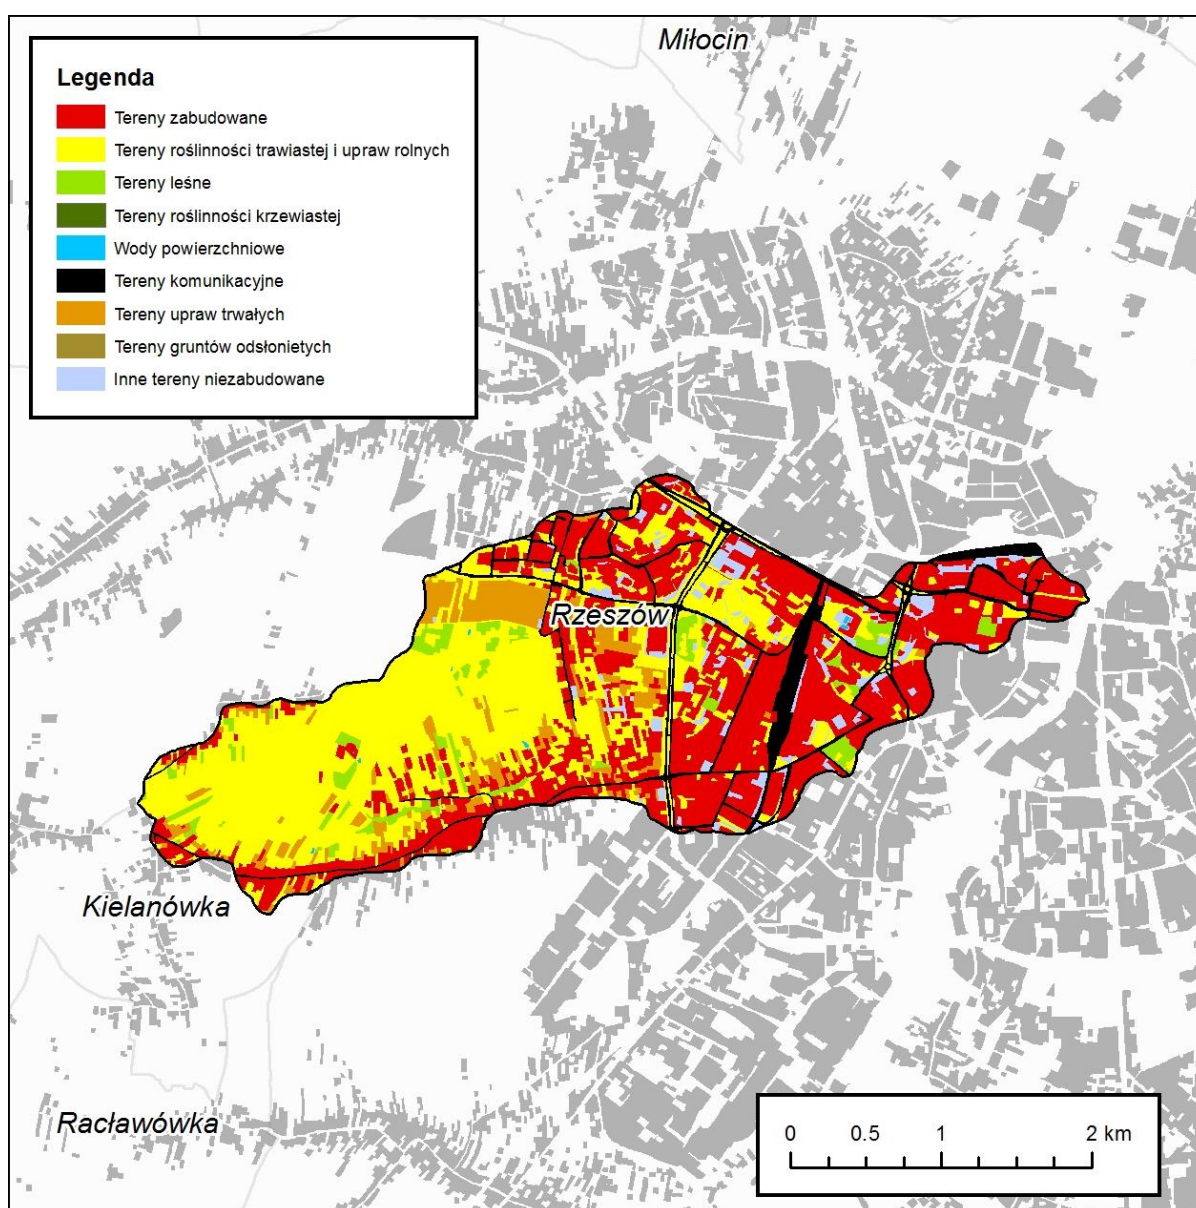 Miłocin
Legenda
Tereny zabudowane
Tereny roślinności trawiastej i upraw rolnych
Tereny leśne
Tereny roślinności krzewiastej
Wody powierzchniowe
Tereny komunikacyjne
Tereny upraw trwałych
Tereny gruntów odsłonietych
Inne tereny niezabudowane
Rzeszów
Kielanówka
Racławówka
0 0.5 1 2 km